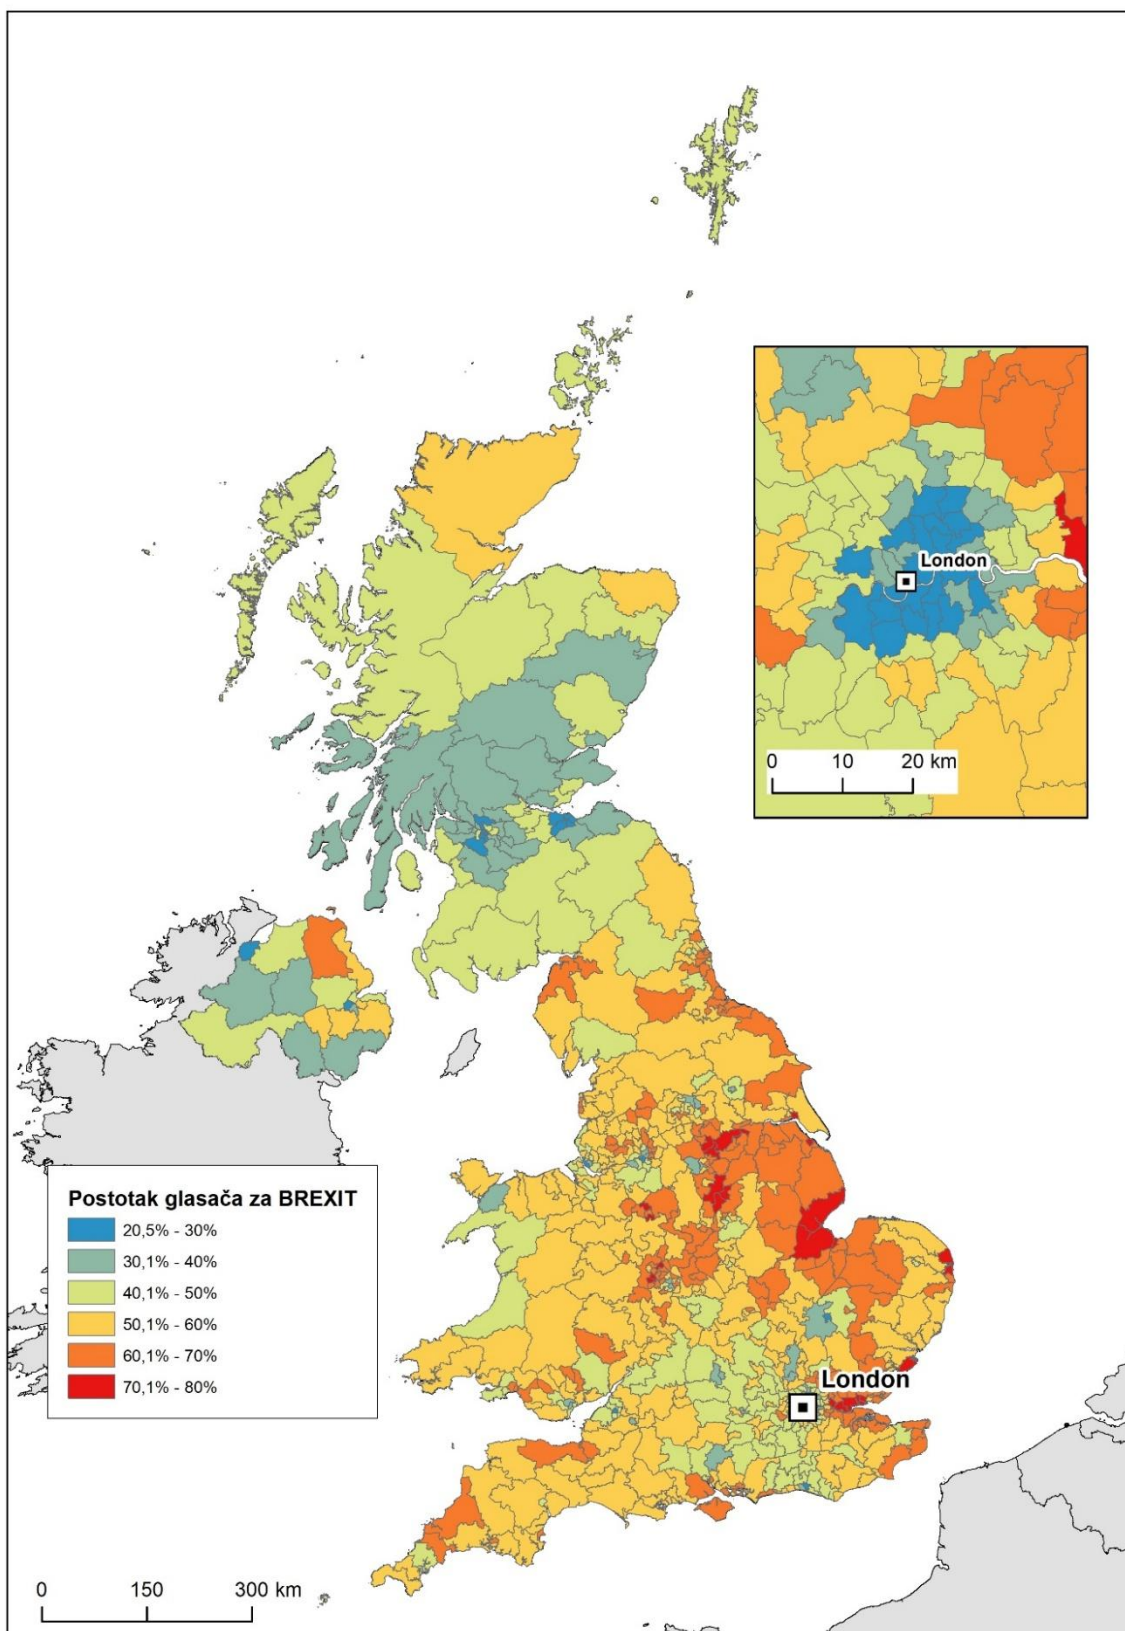 London
0 10 20 km
Postotak glasača za BREXIT
20,5% - 30%
30,1% - 40%
40,1% - 50%
50,1% - 60%
60,1% - 70%
70,1% - 80%
London
0 150 300 km